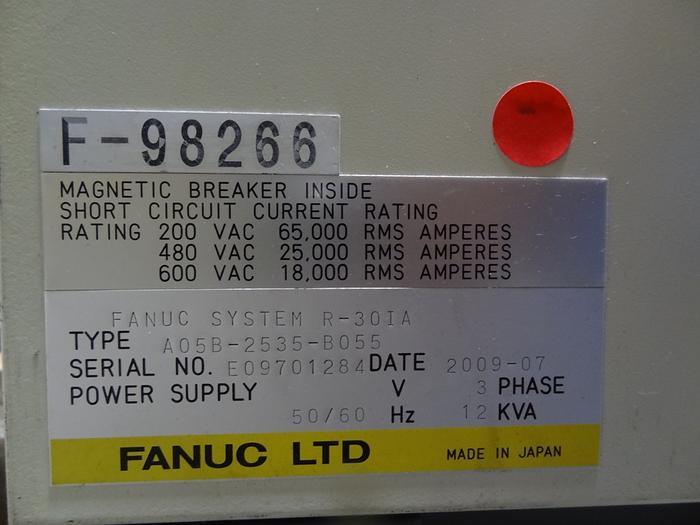 F-98266
MAGNETIC BREAKER INSIDE
SHORT CIRCUIT CURRENT RATING
RATING 200 VAC 65,000 RMS AMPERES
480 VAC 25,000 RMS AMPERES
600 VAC 18,000 RMS AMPERES
FANUC SYSTEM R-30IA
TYPE A05B-2535-B055
SERIAL NO. E09701284 DATE 2009-07
POWER SUPPLY V 3 PHASE
50/60 Hz 12 KVA
FANUC LTD MADE IN JAPAN